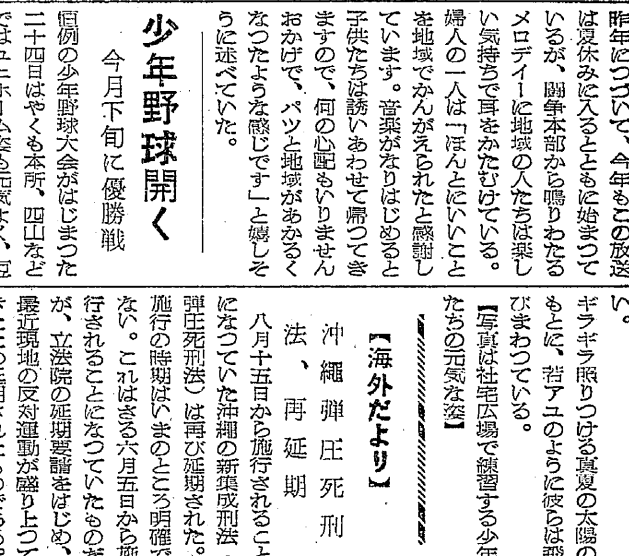 昨年につづいて、今年もこの放送
は夏休みに入るとともに始まつて
いるが、闘争本部から鳴りわたる
メロデイーに地域の人たちは楽し
い気持ちで耳をかたむけている。
婦人の一人は「ほんとにいいこと
を地域でかんがえられたと感謝し
ています。音楽がなりはじめると
子供たちは誘いあわせて帰つてき
ますので、何の心配もいりません
おかげで、パツと地域があかるく
なつたような感じです」と嬉しそ
うに述べていた。
少年野球開く
今月下旬に優勝戦
恒例の少年野球大会がはじまつた
二十四日はやくも本所、四山など
ではユニホーム姿も元気よく、
い。
ギラギラ照りつける真夏の太陽の
もとに、若アユのように彼らは飛
びまわつている。
【写真は社宅広場で練習する少年
たちの元気な姿】
【海外だより】
沖縄弾圧死刑
法、再延期
八月十五日から施行されること
になつていた沖縄の新集成刑法（
弾圧死刑法）は再び延期された。
施行の時期はいまのところ明確で
ない。これはさる六月五日から施
行されることになつていたものだ
が、立法院の延期要請をはじめ、
最近現地の反対運動が盛り上つて